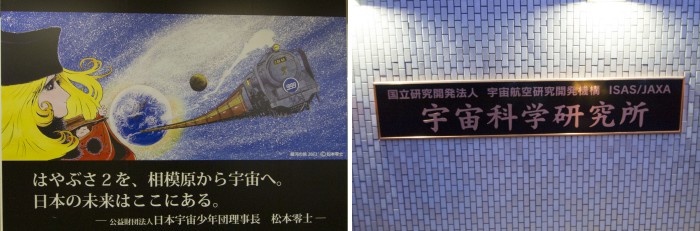 はやぶさ２を、相模原から宇宙へ。
日本の未来はここにある。
― 公益財団法人日本宇宙少年団理事長　松本零士 ―
国立研究開発法人　宇宙航空研究開発機構　ISAS/JAXA
宇宙科学研究所